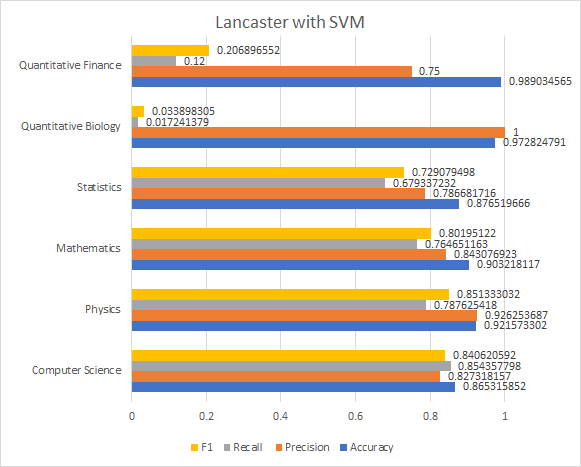 Lancaster with SVM
Quantitative Finance
0.206896552
0.12
0.75
0.989034565
Quantitative Biology
0.033898305
0.017241379
1
0.972824791
Statistics
0.729079498
0.679337232
0.786681716
0.876519666
Mathematics
0.80195122
0.764651163
0.843076923
0.903218117
Physics
0.851333032
0.787625418
0.926253687
0.921573302
Computer Science
0.840620592
0.854357798
0.827318157
0.865315852
0 0.2 0.4 0.6 0.8 1
F1 Recall Precision Accuracy